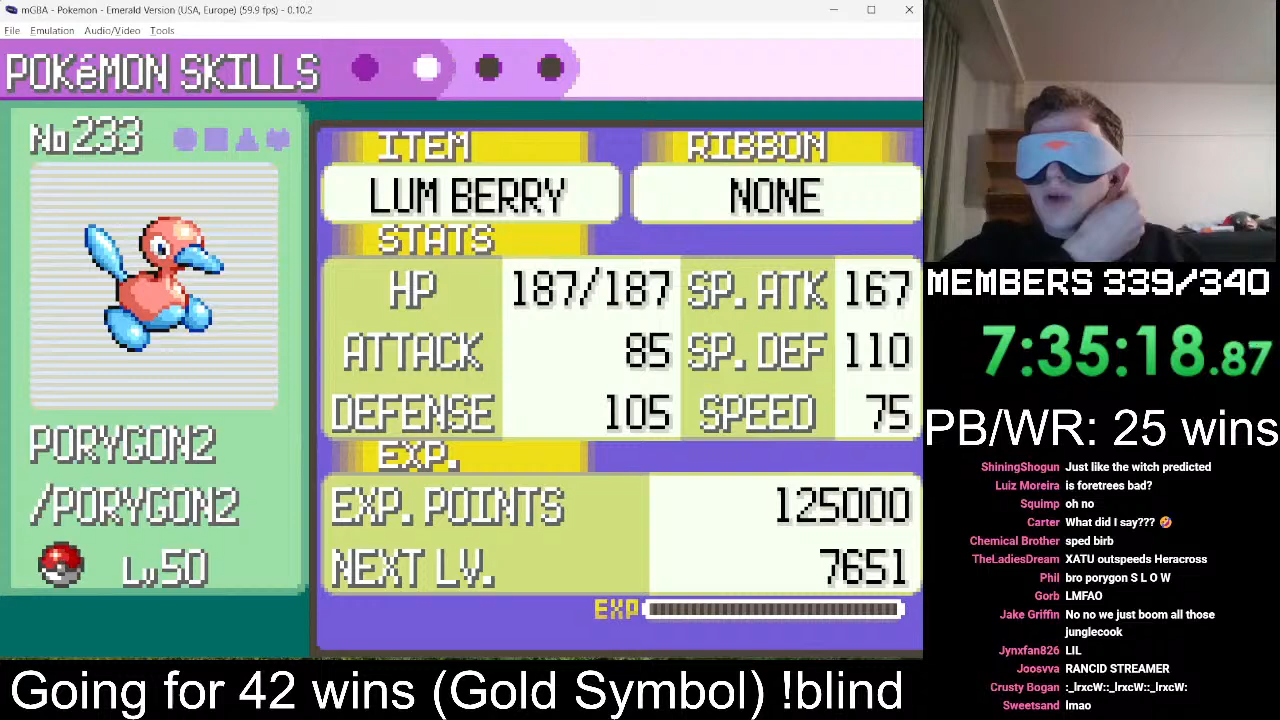 mGBA - Pokemon - Emerald Version (USA, Europe) (59.9 fps) - 0.10.2
File Emulation Audio/Video Tools
POKéMON SKILLS
No 233
ITEM RIBBON
LUM BERRY NONE
STATS
HP 187/187 SP. ATK 167
ATTACK 85 SP. DEF 110
DEFENSE 105 SPEED 75
PORYGON2
/PORYGON2
Lv50
EXP.
EXP. POINTS 125000
NEXT LV. 7651
EXP
MEMBERS 339/340
7:35:18.87
PB/WR: 25 wins
ShiningShogun Just like the witch predicted
Luiz Moreira is foretrees bad?
Squimp oh no
Carter What did I say??? 🤣
Chemical Brother sped birb
TheLadiesDream XATU outspeeds Heracross
Phil bro porygon S L O W
Gorb LMFAO
Jake Griffin No no we just boom all those
junglecook
Jynxfan826 LIL
Joosvva RANCID STREAMER
Crusty Bogan :_lrxcW::_lrxcW::_lrxcW:
Sweetsand lmao
Going for 42 wins (Gold Symbol) !blind